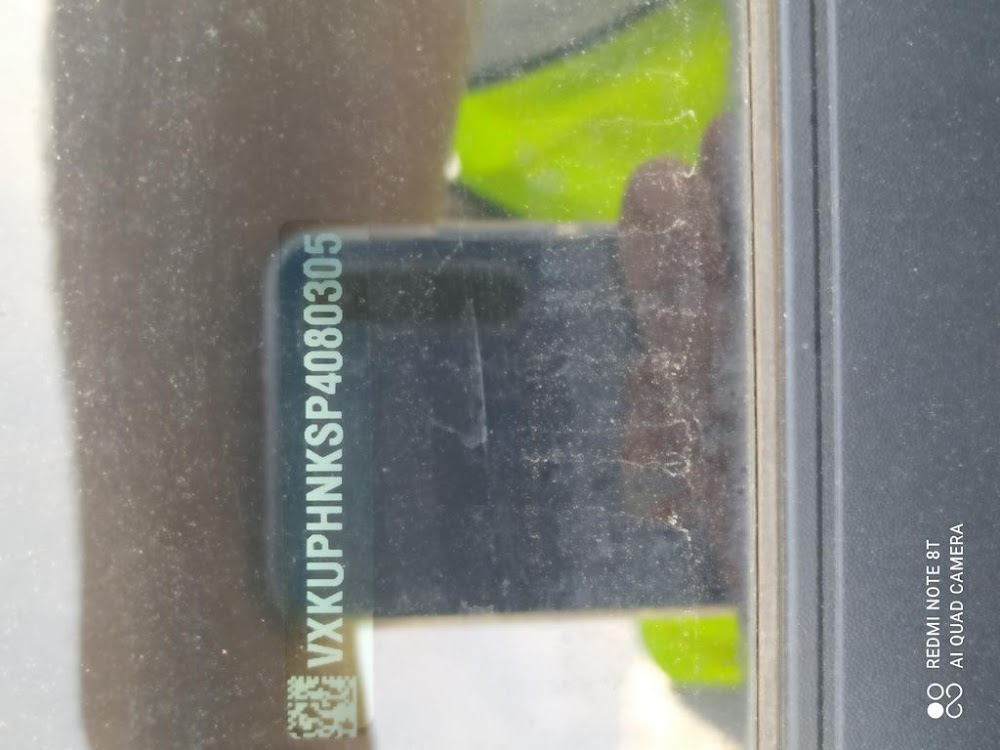 VXKUPHNKSP4080305
REDMI NOTE 8T
AI QUAD CAMERA